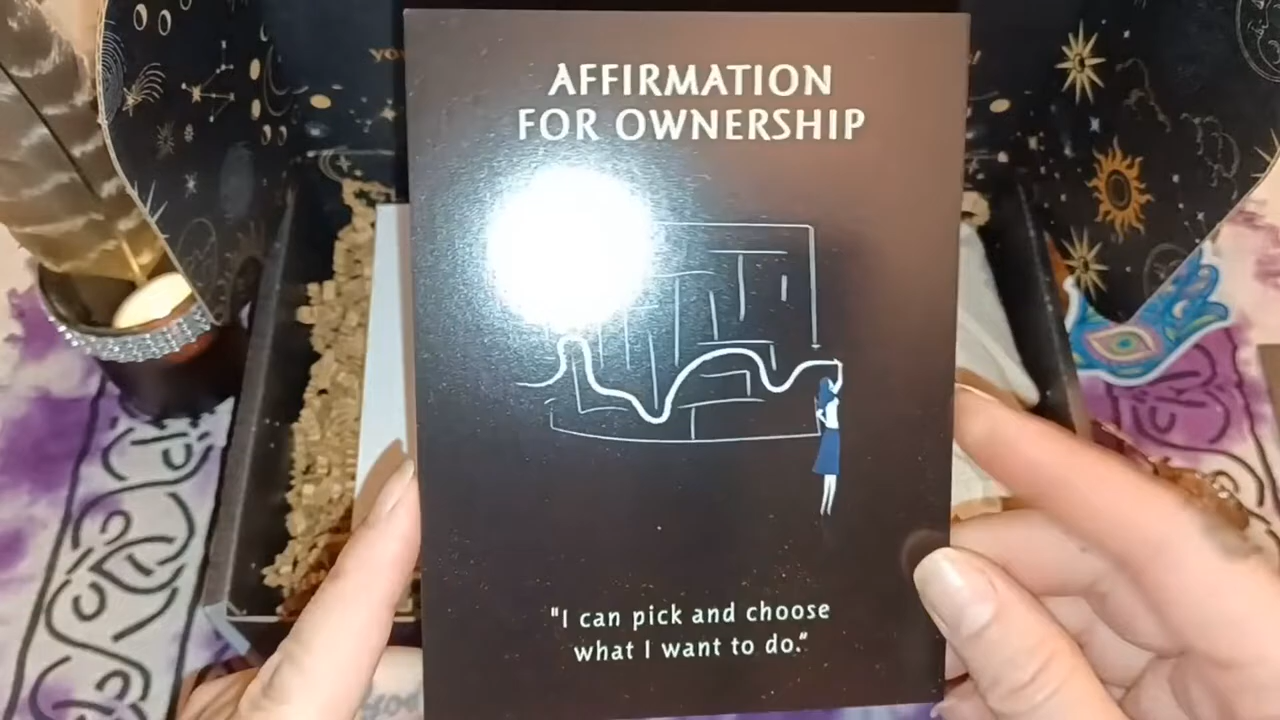 AFFIRMATION
FOR OWNERSHIP
"I can pick and choose
what I want to do."